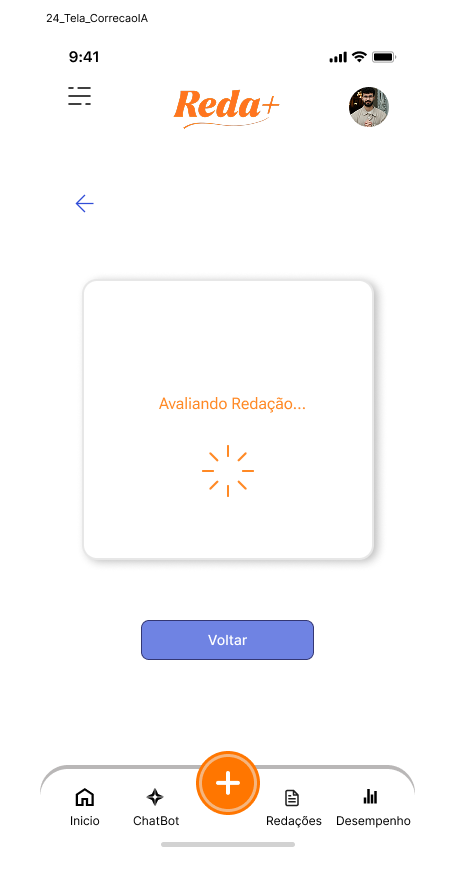 24_Tela_CorrecaoIA
9:41
Reda+
Avaliando Redação...
Voltar
Inicio
ChatBot
Redações
Desempenho